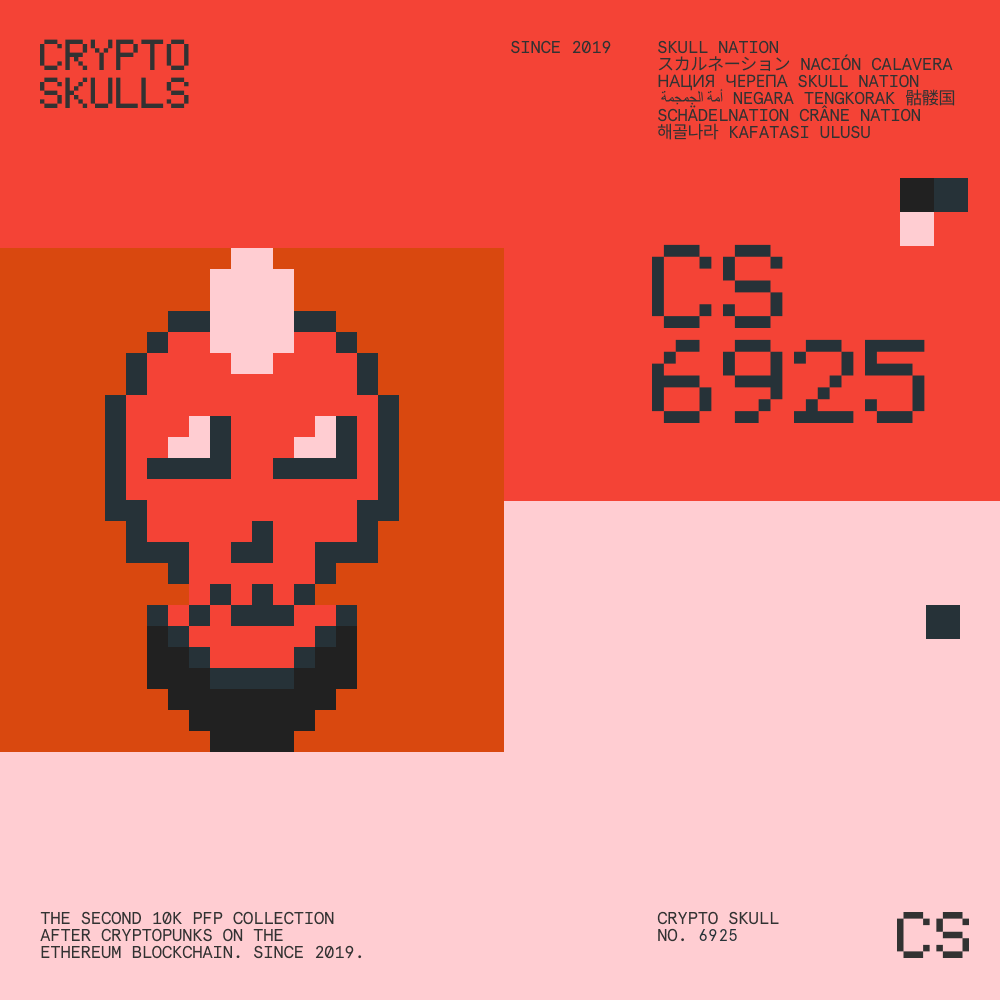 CRYPTO
SKULLS
SINCE 2019
SKULL NATION
スカルネーション NACIÓN CALAVERA
НАЦИЯ ЧЕРЕПА SKULL NATION
أمة الجمجمة NEGARA TENGKORAK 骷髅国
SCHÄDELNATION CRÂNE NATION
해골나라 KAFATASI ULUSU
CS
6925
THE SECOND 10K PFP COLLECTION
AFTER CRYPTOPUNKS ON THE
ETHEREUM BLOCKCHAIN. SINCE 2019.
CRYPTO SKULL
NO. 6925
CS